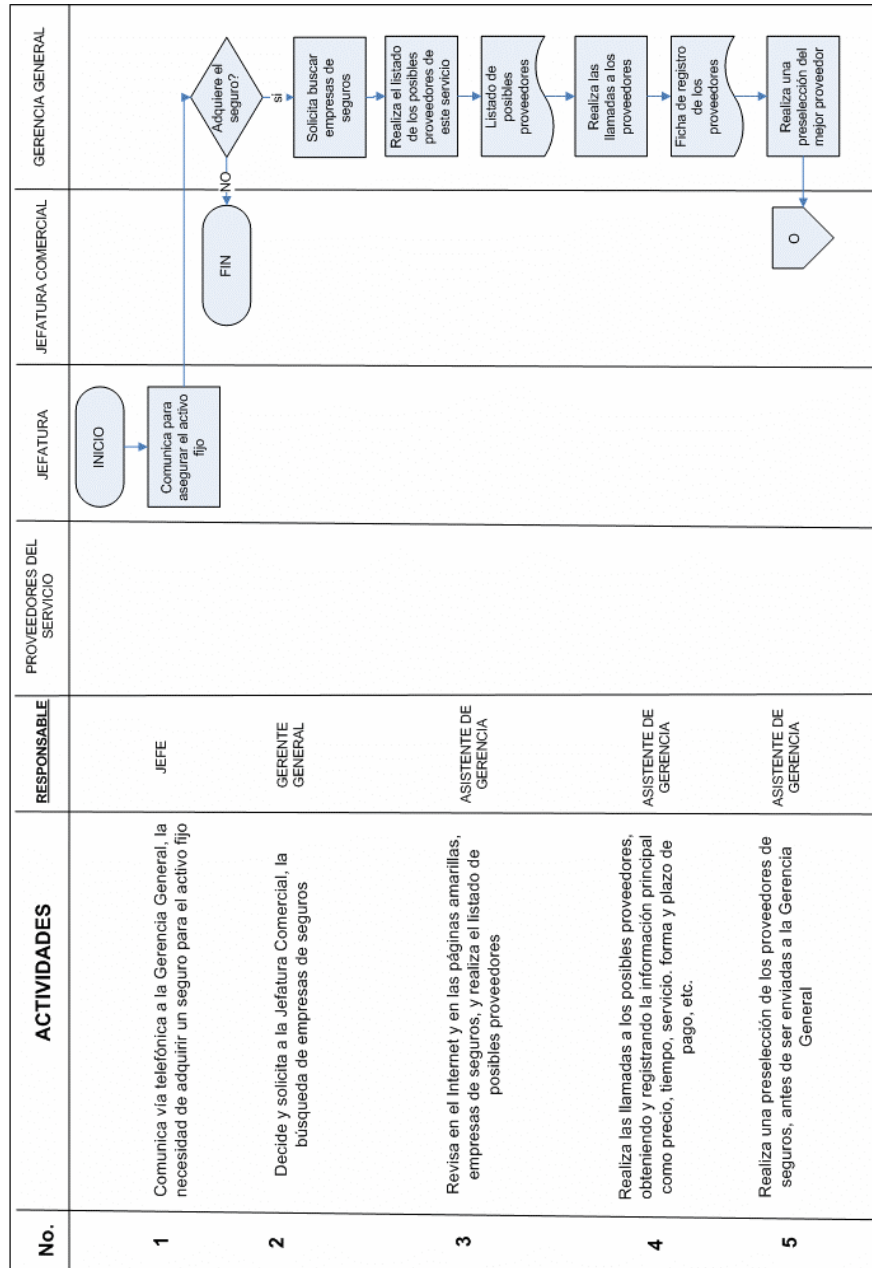 No.
ACTIVIDADES
RESPONSABLE
PROVEEDORES DEL
SERVICIO
JEFATURA
JEFATURA COMERCIAL
GERENCIA GENERAL
INICIO
1
Comunica vía telefónica a la Gerencia General, la
necesidad de adquirir un seguro para el activo fijo
JEFE
Comunica para
asegurar el activo
fijo
Adquiere el
seguro?
NO
FIN
si
2
Decide y solicita a la Jefatura Comercial, la
búsqueda de empresas de seguros
GERENTE
GENERAL
Solicita buscar
empresas de
seguros
3
Revisa en el Internet y en las páginas amarillas,
empresas de seguros, y realiza el listado de
posibles proveedores
ASISTENTE DE
GERENCIA
Realiza el listado
de los posibles
proveedores de
este servicio
Listado de
posibles
proveedores
4
Realiza las llamadas a los posibles proveedores,
obteniendo y registrando la información principal
como precio, tiempo, servicio. forma y plazo de
pago, etc.
ASISTENTE DE
GERENCIA
Realiza las
llamadas a los
proveedores
Ficha de registro
de los
proveedores
5
Realiza una preselección de los proveedores de
seguros, antes de ser enviadas a la Gerencia
General
ASISTENTE DE
GERENCIA
Realiza una
preselección del
mejor proveedor
O